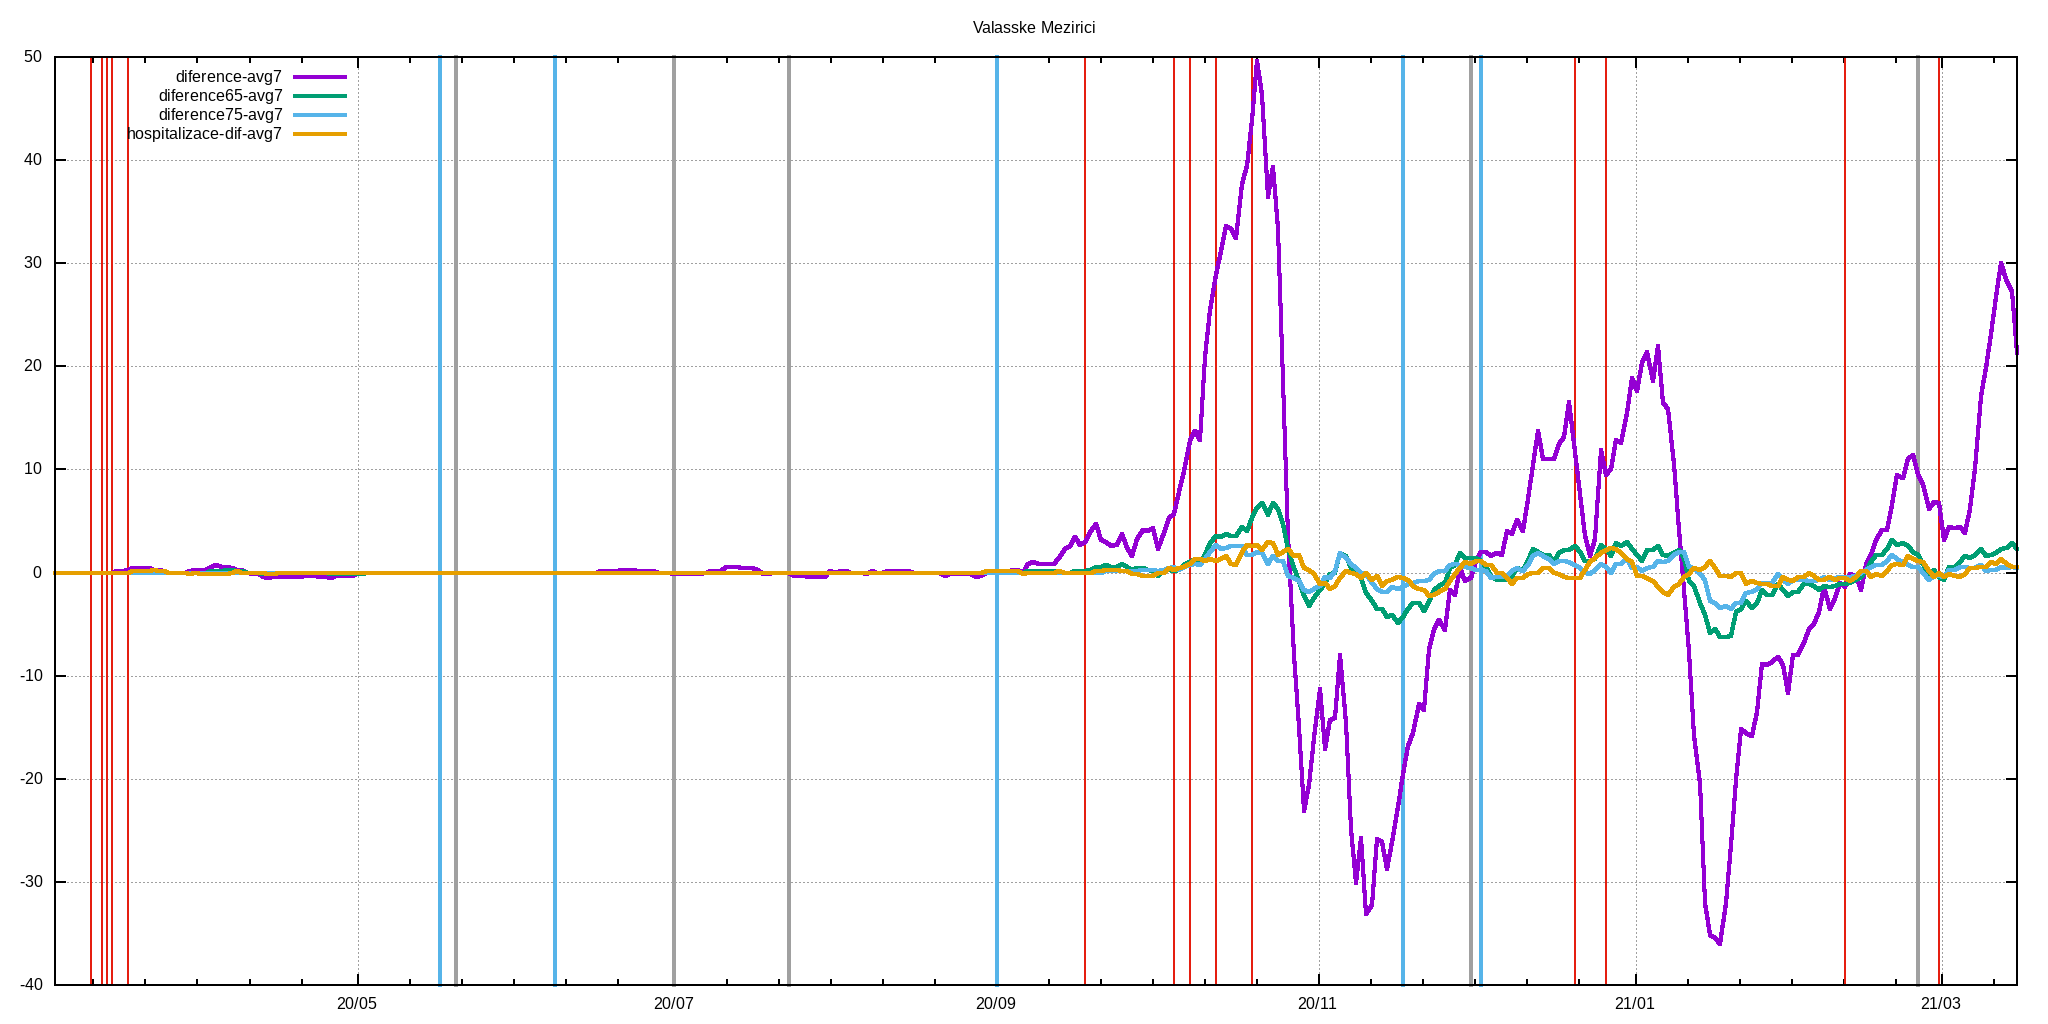 Valasske Mezirici
50
diference-avg7
diference65-avg7
diference75-avg7
hospitalizace-dif-avg7
40
30
20
10
0
-10
-20
-30
-40
20/05 20/07 20/09 20/11 21/01 21/03